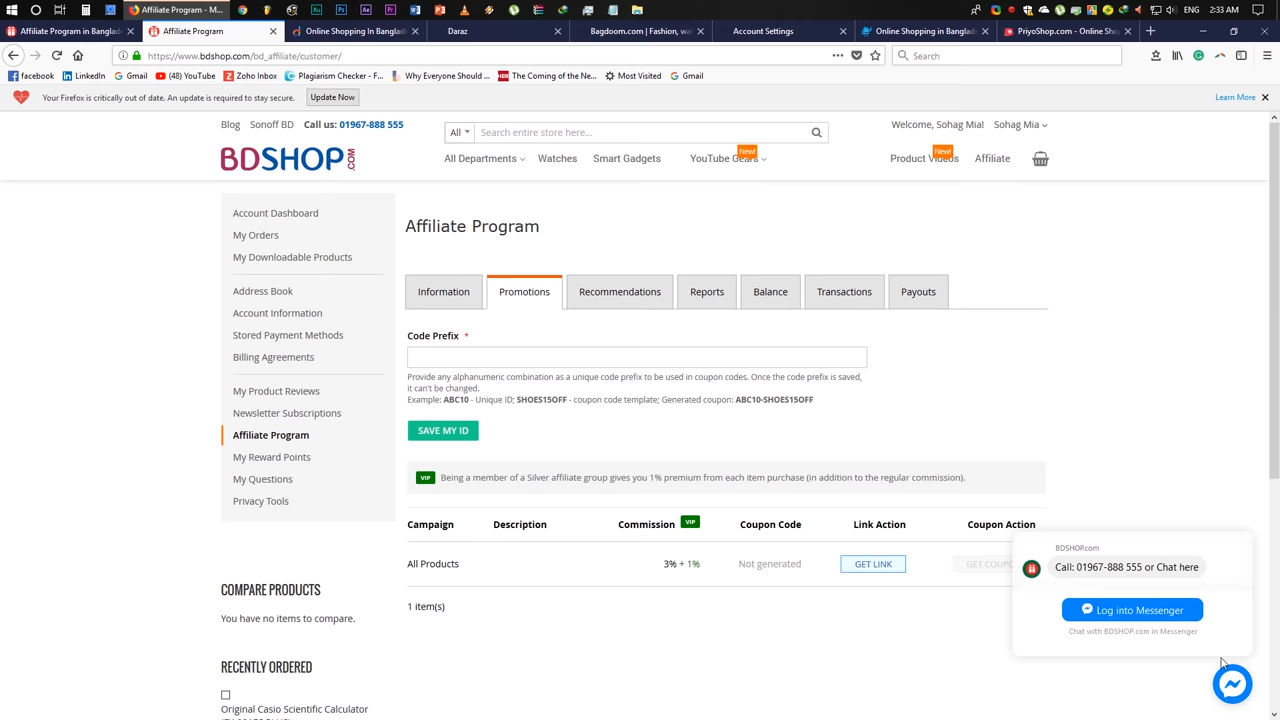 Affiliate Program - M...
ENG
2:33 AM
Affiliate Program in Banglade
Affiliate Program
Online Shopping In Banglade
Daraz
Bagdoom.com | Fashion, wat
Account Settings
Online Shopping in Banglade
PriyoShop.com - Online Sho
https://www.bdshop.com/bd_affiliate/customer/
Search
facebook
LinkedIn
Gmail
(48) YouTube
Zoho Inbox
Plagiarism Checker - F...
Why Everyone Should ...
The Coming of the Ne...
Most Visited
Gmail
Your Firefox is critically out of date. An update is required to stay secure.
Update Now
Learn More
Blog
Sonoff BD
Call us: 01967-888 555
All
Search entire store here...
Welcome, Sohag Mia!
Sohag Mia
BDSHOP.COM
All Departments
Watches
Smart Gadgets
YouTube Gears
New!
Product Videos
New!
Affiliate
Account Dashboard
My Orders
My Downloadable Products
Address Book
Account Information
Stored Payment Methods
Billing Agreements
My Product Reviews
Newsletter Subscriptions
Affiliate Program
My Reward Points
My Questions
Privacy Tools
COMPARE PRODUCTS
You have no items to compare.
RECENTLY ORDERED
Original Casio Scientific Calculator
Affiliate Program
Information
Promotions
Recommendations
Reports
Balance
Transactions
Payouts
Code Prefix *
Provide any alphanumeric combination as a unique code prefix to be used in coupon codes. Once the code prefix is saved,
it can't be changed.
Example: ABC10 - Unique ID; SHOES15OFF - coupon code template; Generated coupon: ABC10-SHOES15OFF
SAVE MY ID
VIP Being a member of a Silver affiliate group gives you 1% premium from each item purchase (in addition to the regular commission).
Campaign Description Commission VIP Coupon Code Link Action Coupon Action
All Products 3% + 1% Not generated GET LINK GET COUPO
1 item(s)
BDSHOP.com
Call: 01967-888 555 or Chat here
Log into Messenger
Chat with BDSHOP.com in Messenger